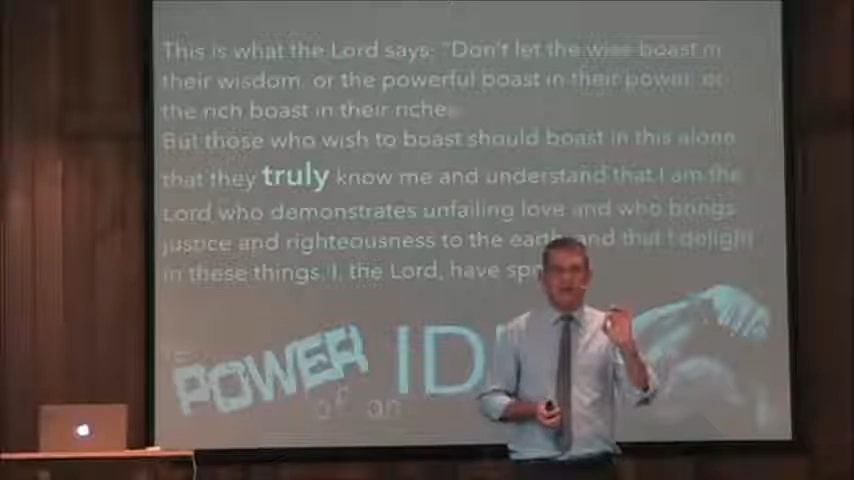 This is what the Lord says: "Don't let the wise boast in
their wisdom, or the powerful boast in their power, or
the rich boast in their riches
But those who wish to boast should boast in this alone
that they truly know me and understand that I am the
Lord who demonstrates unfailing love and who brings
justice and righteousness to the earth and that I delight
in these things. I, the Lord, have sp
POWER
of an
ID